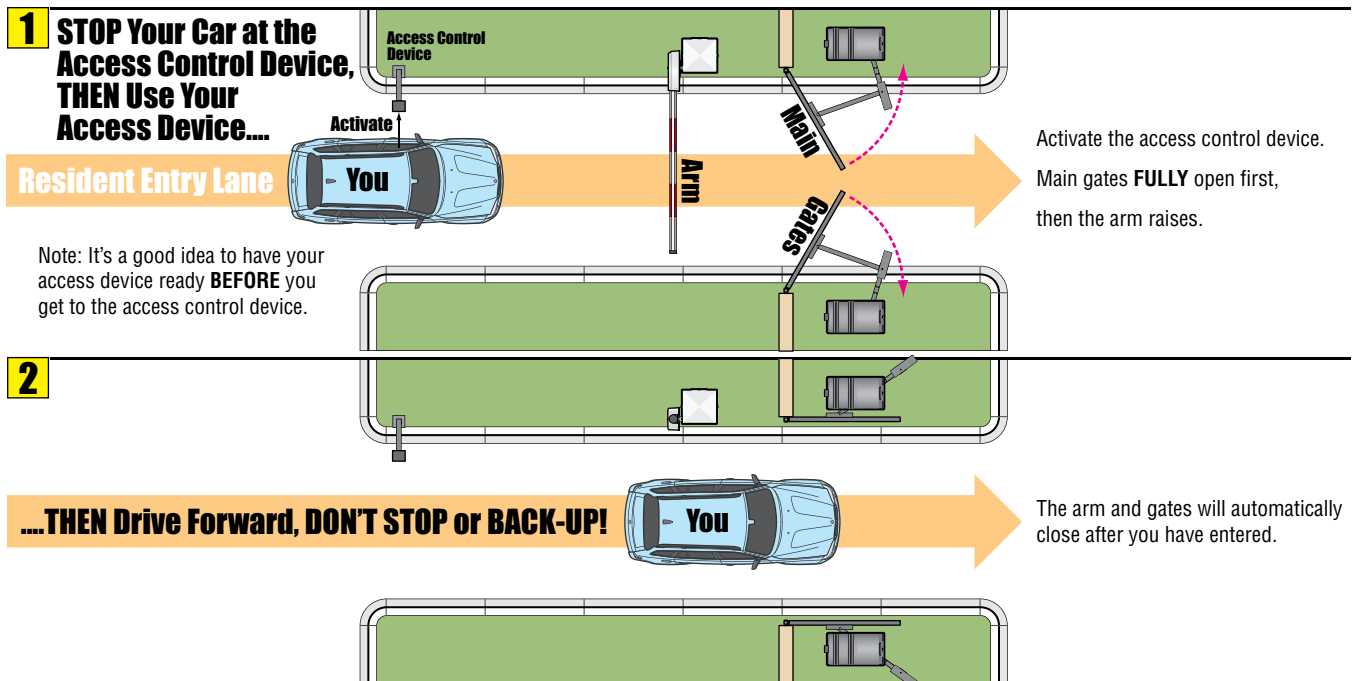 1
STOP Your Car at the
Access Control Device,
THEN Use Your
Access Device....
Access Control
Device
Activate
Resident Entry Lane
You
Arm
Main
Gates
Activate the access control device.
Main gates FULLY open first,
then the arm raises.
Note: It's a good idea to have your
access device ready BEFORE you
get to the access control device.
2
....THEN Drive Forward, DON'T STOP or BACK-UP!
You
The arm and gates will automatically
close after you have entered.